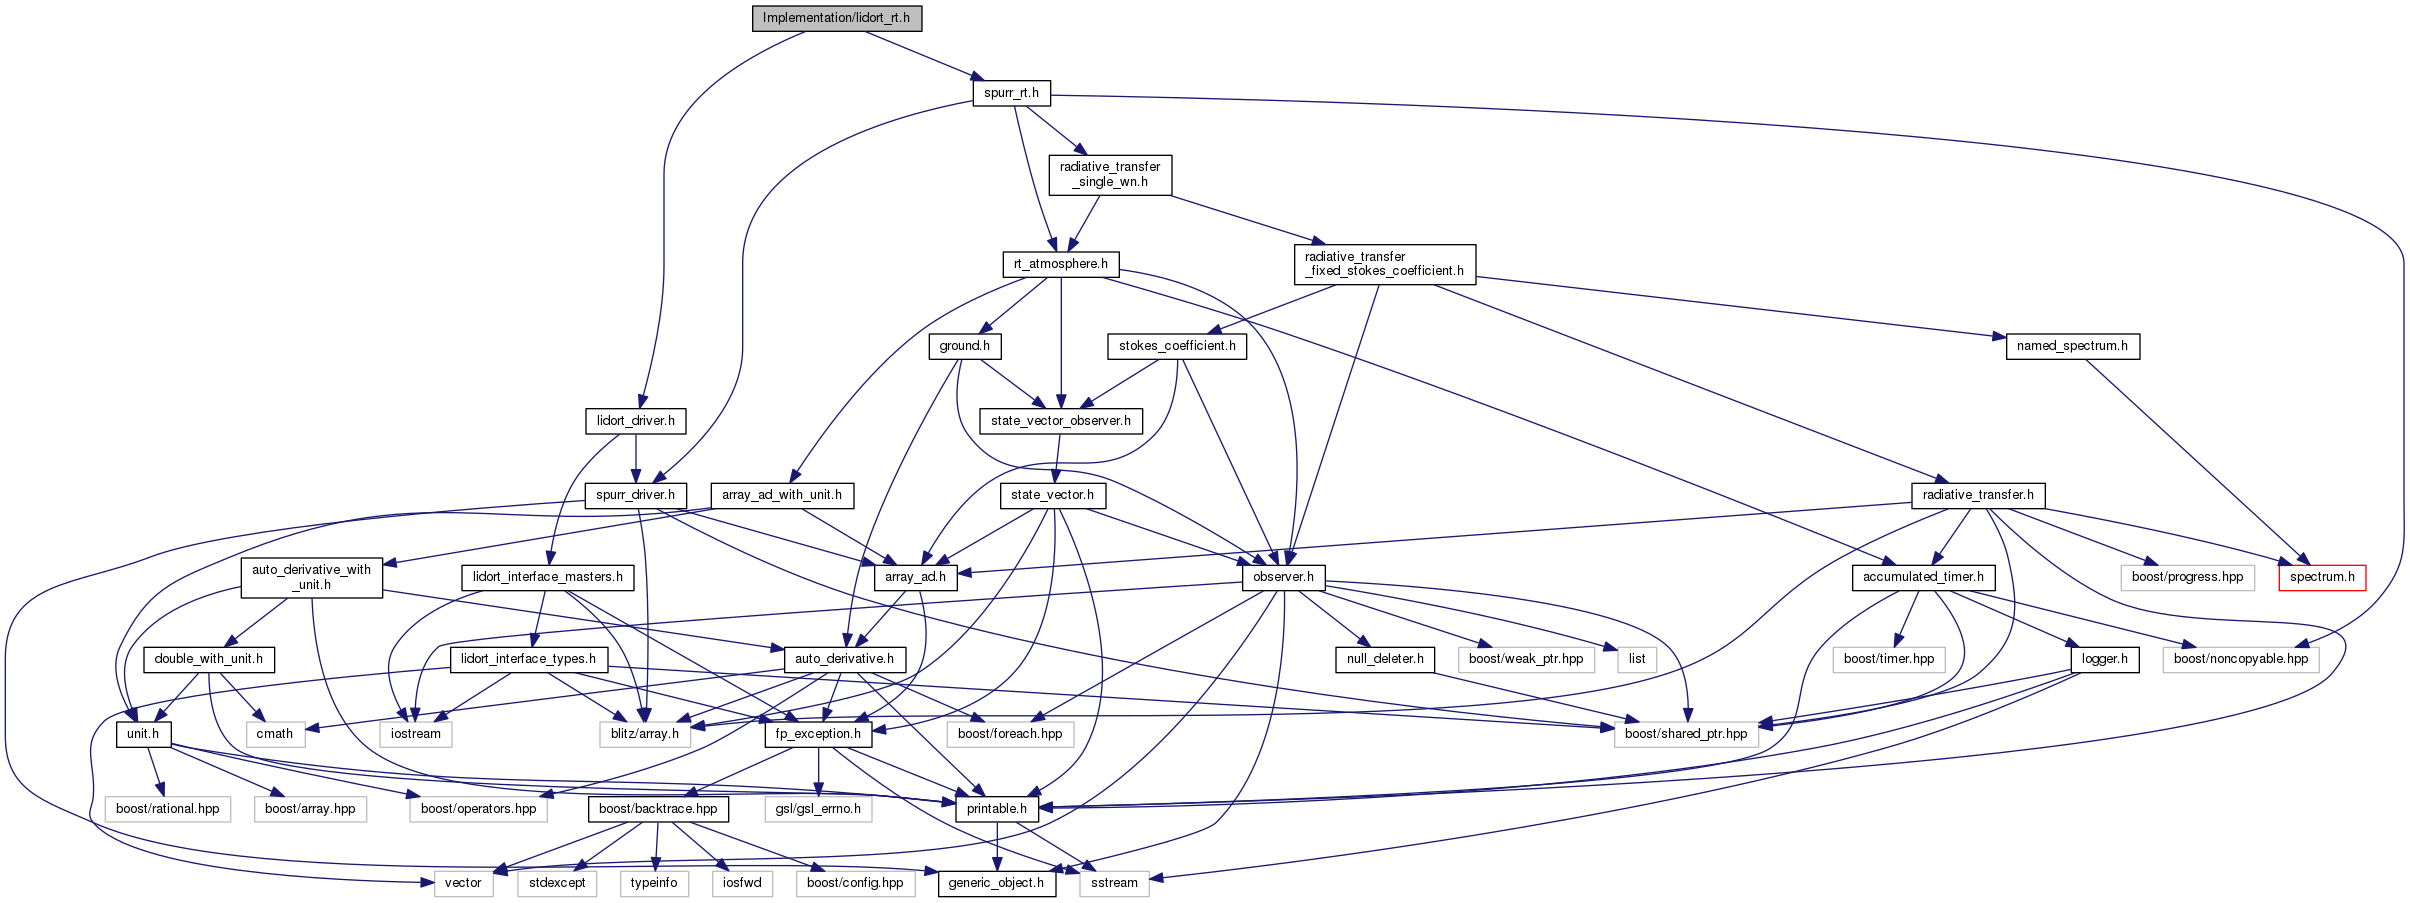 Implementation/lidort_rt.h
spurr_rt.h
radiative_transfer
_single_wn.h
rt_atmosphere.h
radiative_transfer
_fixed_stokes_coefficient.h
ground.h
stokes_coefficient.h
named_spectrum.h
lidort_driver.h
state_vector_observer.h
spurr_driver.h
array_ad_with_unit.h
state_vector.h
radiative_transfer.h
auto_derivative_with
_unit.h
lidort_interface_masters.h
array_ad.h
observer.h
accumulated_timer.h
boost/progress.hpp
spectrum.h
double_with_unit.h
lidort_interface_types.h
auto_derivative.h
null_deleter.h
boost/weak_ptr.hpp
list
boost/timer.hpp
logger.h
boost/noncopyable.hpp
unit.h
cmath
iostream
blitz/array.h
fp_exception.h
boost/foreach.hpp
boost/shared_ptr.hpp
boost/rational.hpp
boost/array.hpp
boost/operators.hpp
boost/backtrace.hpp
gsl/gsl_errno.h
printable.h
vector
stdexcept
typeinfo
iosfwd
boost/config.hpp
generic_object.h
sstream